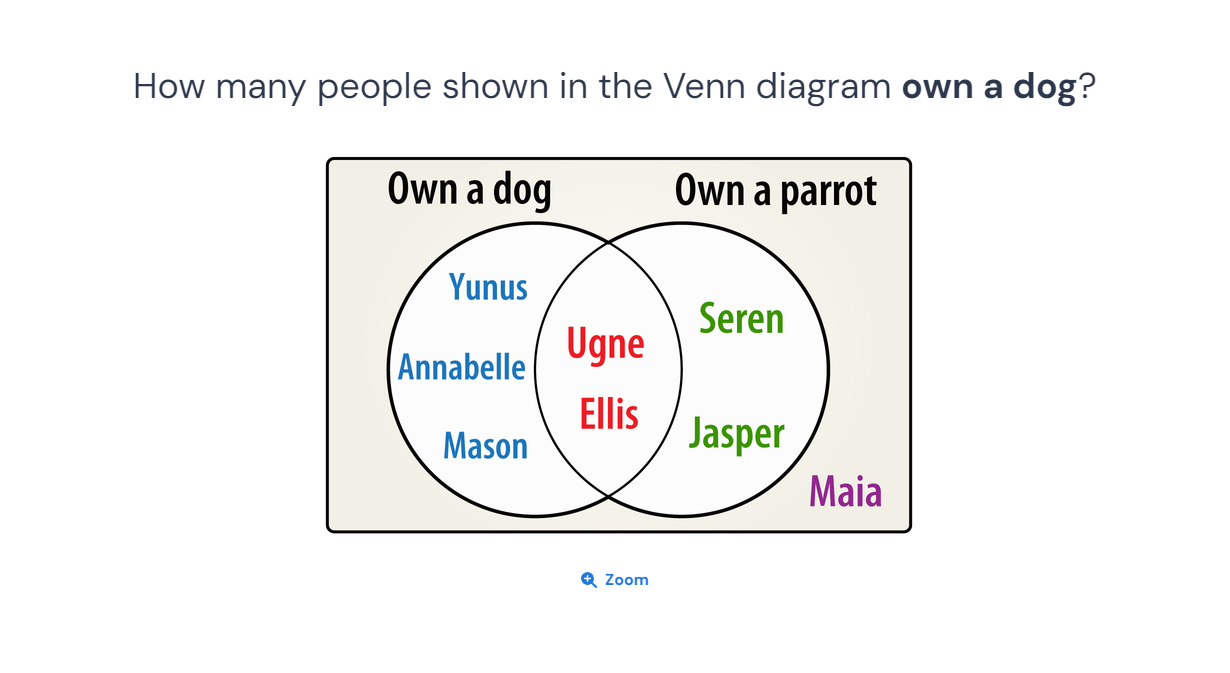 How many people shown in the Venn diagram own a dog?
Own a dog
Own a parrot
Yunus
Annabelle
Mason
Ugne
Ellis
Seren
Jasper
Maia
Zoom